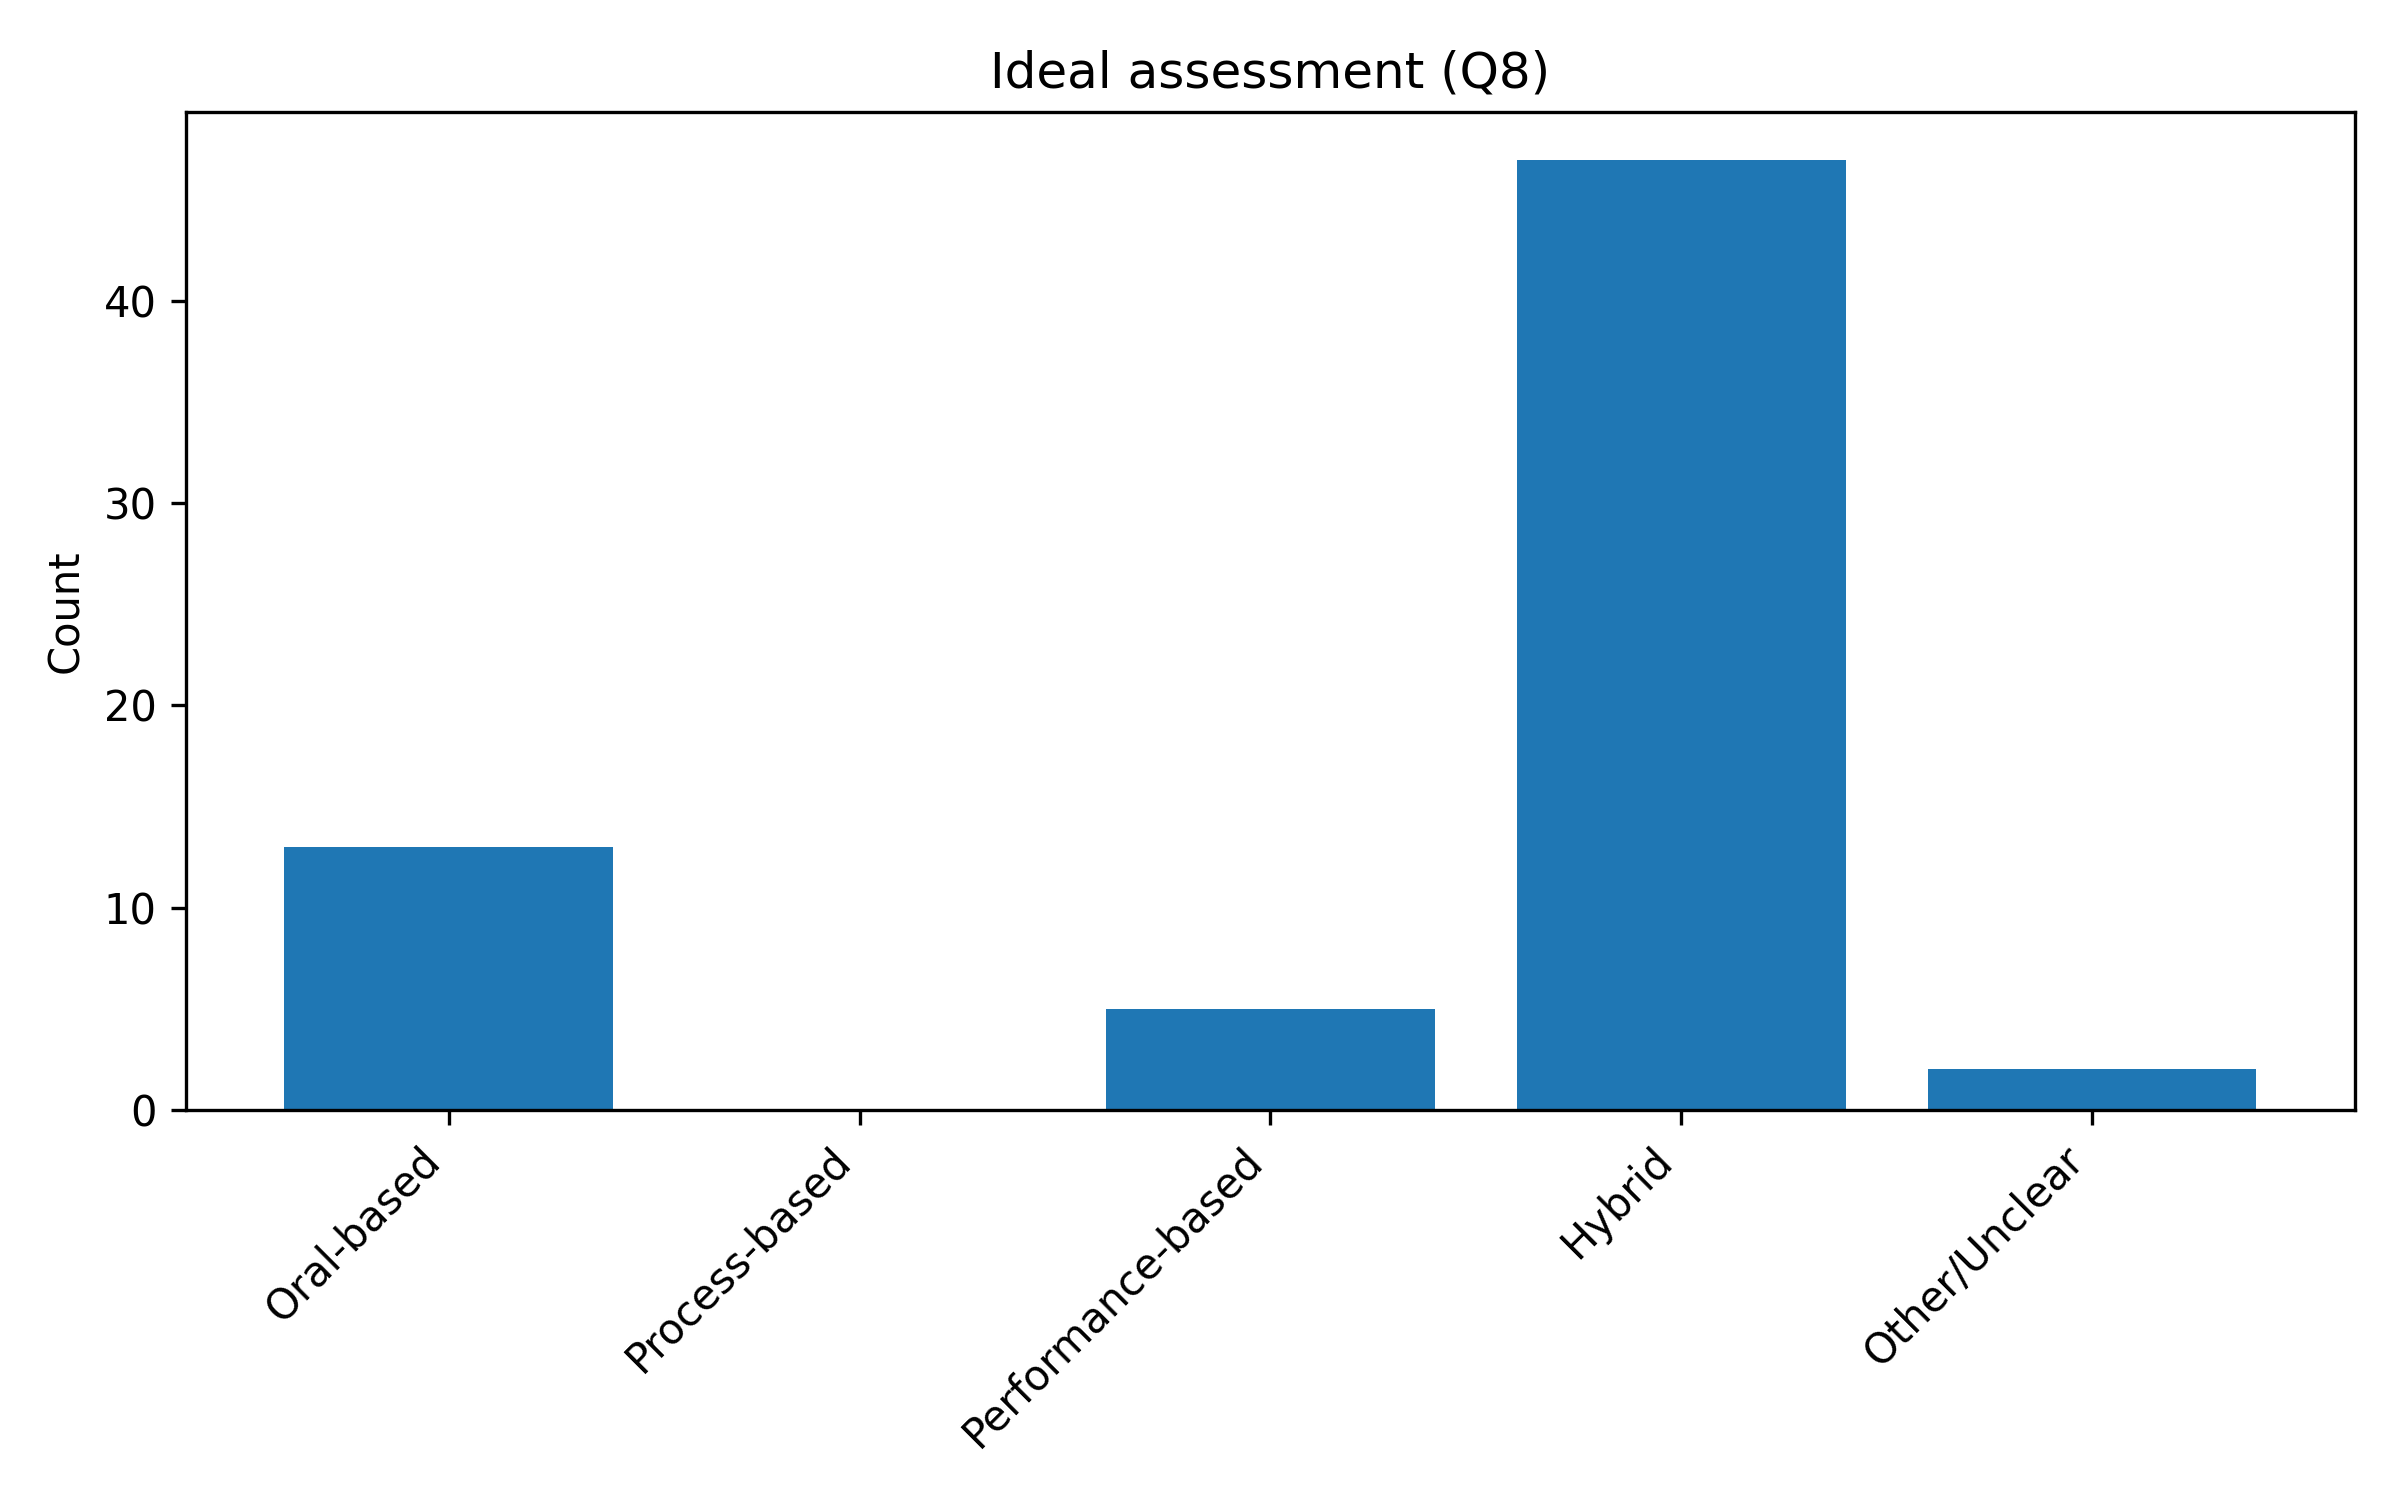 Ideal assessment (Q8)
Count
40
30
20
10
0
Oral-based
Process-based
Performance-based
Hybrid
Other/Unclear